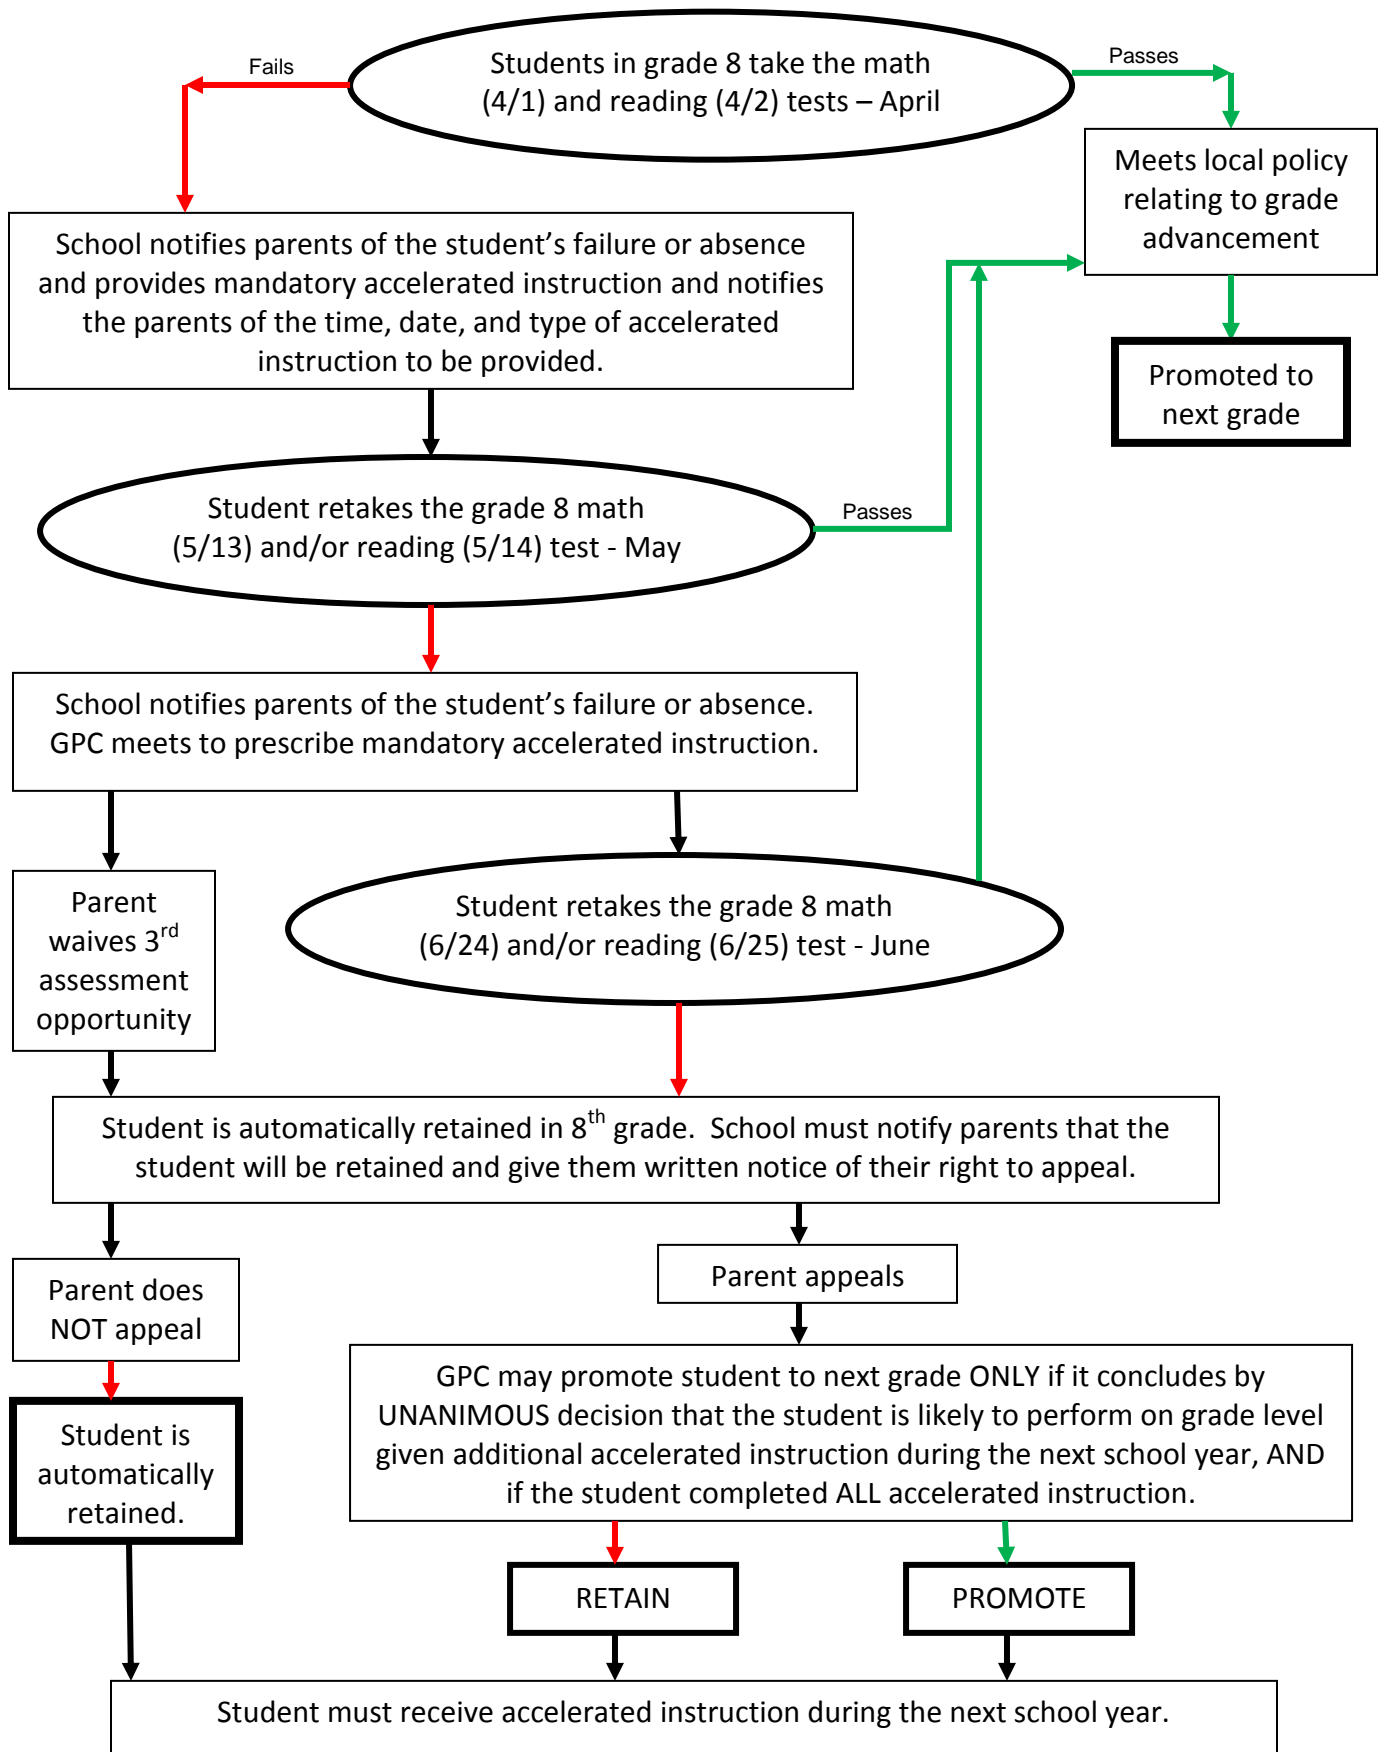 Fails
Students in grade 8 take the math
(4/1) and reading (4/2) tests – April
Passes
Meets local policy
relating to grade
advancement
Promoted to
next grade
School notifies parents of the student’s failure or absence
and provides mandatory accelerated instruction and notifies
the parents of the time, date, and type of accelerated
instruction to be provided.
Student retakes the grade 8 math
(5/13) and/or reading (5/14) test - May
Passes
School notifies parents of the student’s failure or absence.
GPC meets to prescribe mandatory accelerated instruction.
Parent
waives 3rd
assessment
opportunity
Student retakes the grade 8 math
(6/24) and/or reading (6/25) test - June
Student is automatically retained in 8th grade.  School must notify parents that the
student will be retained and give them written notice of their right to appeal.
Parent does
NOT appeal
Parent appeals
Student is
automatically
retained.
GPC may promote student to next grade ONLY if it concludes by
UNANIMOUS decision that the student is likely to perform on grade level
given additional accelerated instruction during the next school year, AND
if the student completed ALL accelerated instruction.
RETAIN
PROMOTE
Student must receive accelerated instruction during the next school year.